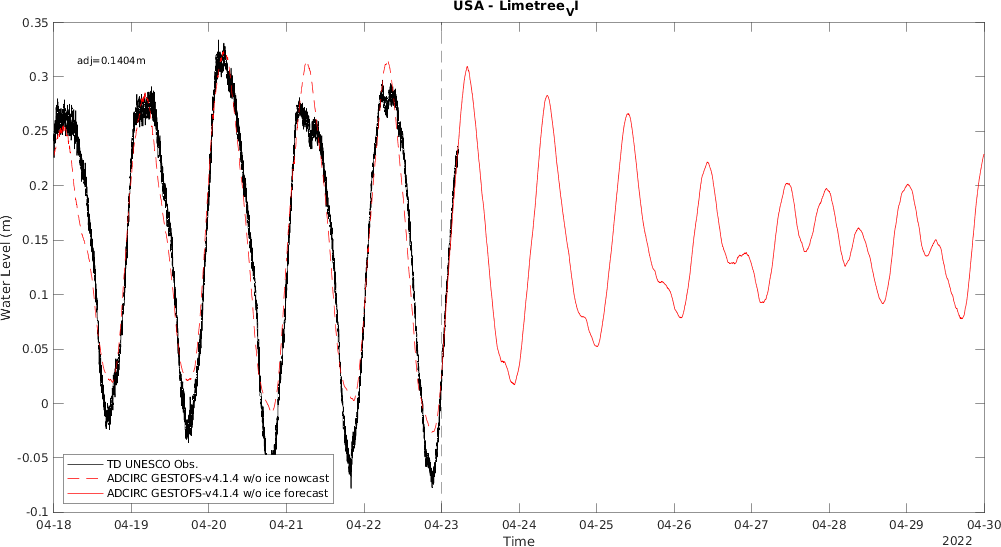 USA - Limetree_VI
0.35
0.3
0.25
0.2
0.15
0.1
0.05
0
-0.05
-0.1
Water Level (m)
adj=0.1404m
TD UNESCO Obs.
ADCIRC GESTOFS-v4.1.4 w/o ice nowcast
ADCIRC GESTOFS-v4.1.4 w/o ice forecast
04-18 04-19 04-20 04-21 04-22 04-23 04-24 04-25 04-26 04-27 04-28 04-29 04-30
Time
2022